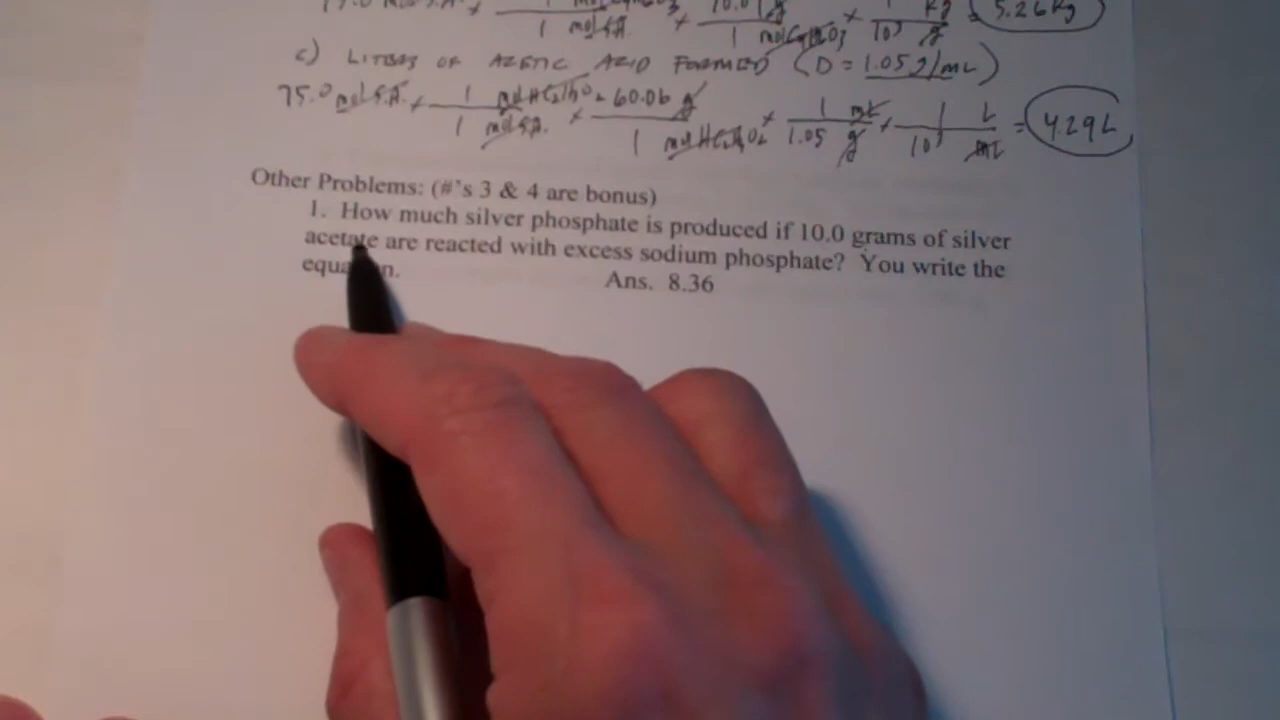 5.26 kg
c) LITERS OF AZETIC AZID FORMED (D = 1.05 g/mL)
75.0 mol S.A. × 1 mol HC2H3O2 × 60.06 g × 1 mL × 1 L = 4.29 L
1 mol S.A. 1 mol HC2H3O2 1.05 g 10³ mL
Other Problems: (#'s 3 & 4 are bonus)
1. How much silver phosphate is produced if 10.0 grams of silver
acetate are reacted with excess sodium phosphate? You write the
Ans. 8.36